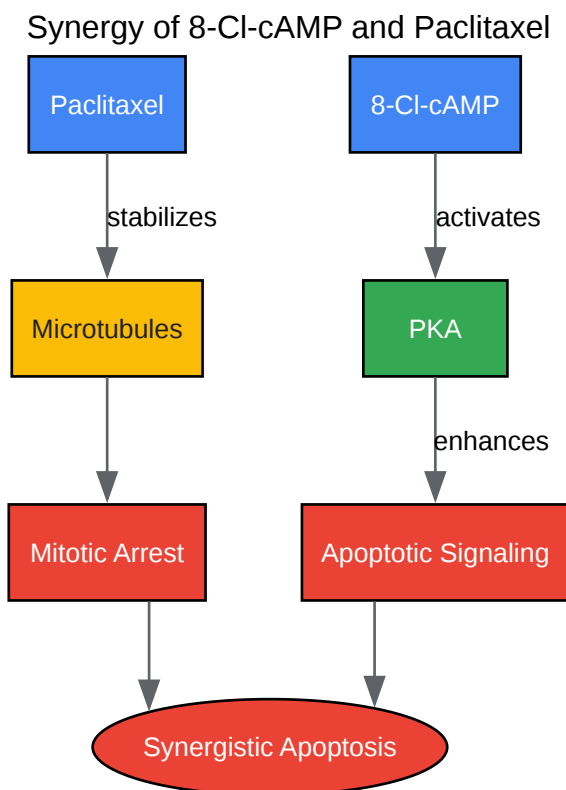 Synergy of 8-Cl-cAMP and Paclitaxel
Paclitaxel
8-Cl-cAMP
stabilizes
activates
Microtubules
PKA
enhances
Mitotic Arrest
Apoptotic Signaling
Synergistic Apoptosis